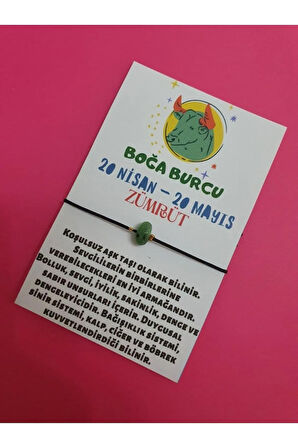 BOĞA BURCU
20 NİSAN – 20 MAYIS
ZÜMRÜT
KOŞULSUZ AŞK TAŞI OLARAK BİLİNİR.
SEVGİLİLERİN BİRBİRLERİNE
VEREBİLECEKLERİ EN İYİ ARMAĞANDIR.
BOLLUK, SEVGİ, İYİLİK, SAKİNLİK, DENGE VE
SABIR UNSURLARI İÇERİR. DUYGUSAL
DENGELEYİCİDİR. BAĞIŞIKLIK SİSTEMİ,
SİNİR SİSTEMİ, KALP, CİĞER VE BÖBREK
KUVVETLENDİRDİĞİ BİLİNİR.